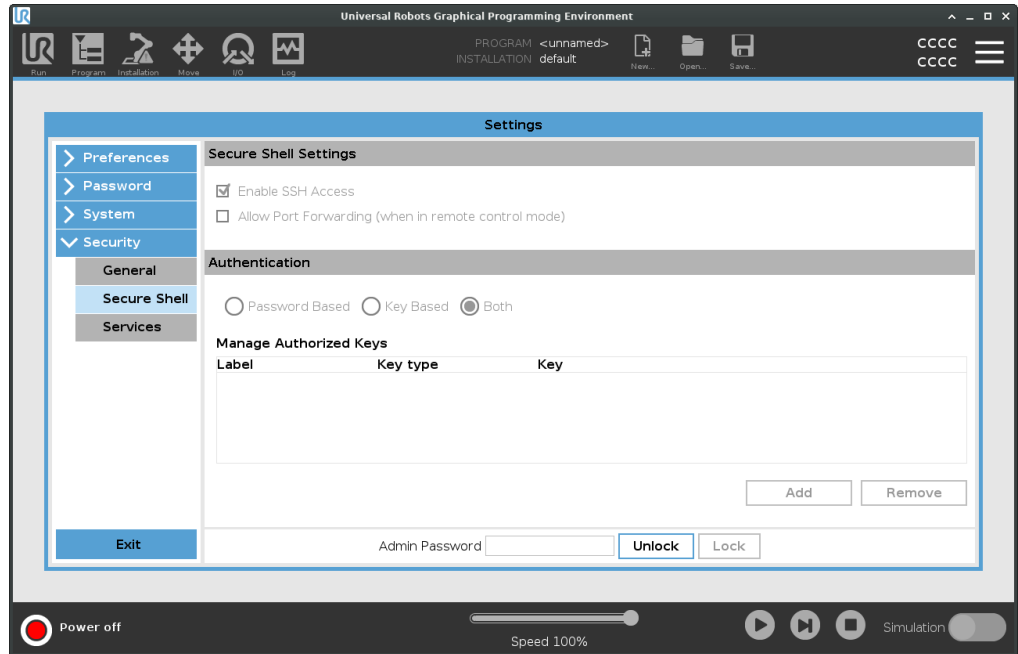 Universal Robots Graphical Programming Environment
UR
PROGRAM <unnamed>
INSTALLATION default
Run Program Installation Move I/O Log New... Open... Save...
CCCC
CCCC
Settings
Preferences
Password
System
Security
General
Secure Shell
Services
Exit
Secure Shell Settings
Enable SSH Access
Allow Port Forwarding (when in remote control mode)
Authentication
Password Based Key Based Both
Manage Authorized Keys
Label Key type Key
Add Remove
Admin Password Unlock Lock
Power off
Speed 100%
Simulation